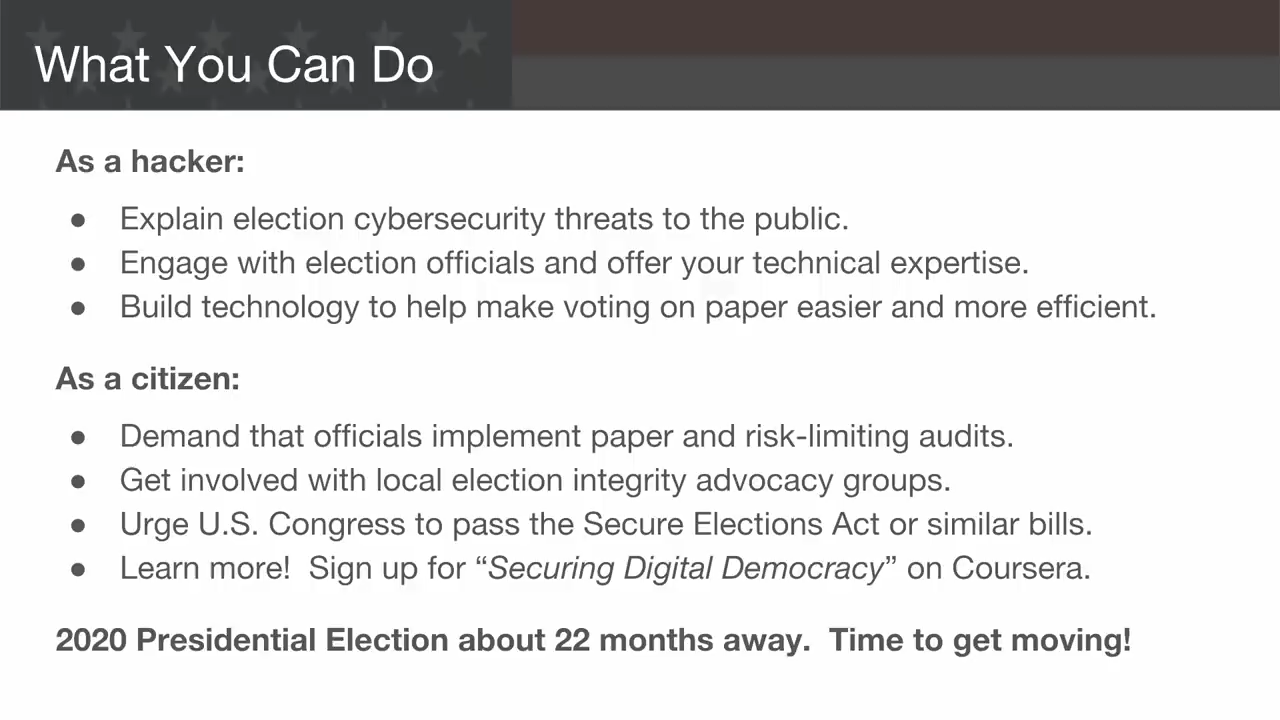 What You Can Do
As a hacker:
● Explain election cybersecurity threats to the public.
● Engage with election officials and offer your technical expertise.
● Build technology to help make voting on paper easier and more efficient.
As a citizen:
● Demand that officials implement paper and risk-limiting audits.
● Get involved with local election integrity advocacy groups.
● Urge U.S. Congress to pass the Secure Elections Act or similar bills.
● Learn more!  Sign up for “Securing Digital Democracy” on Coursera.
2020 Presidential Election about 22 months away.  Time to get moving!